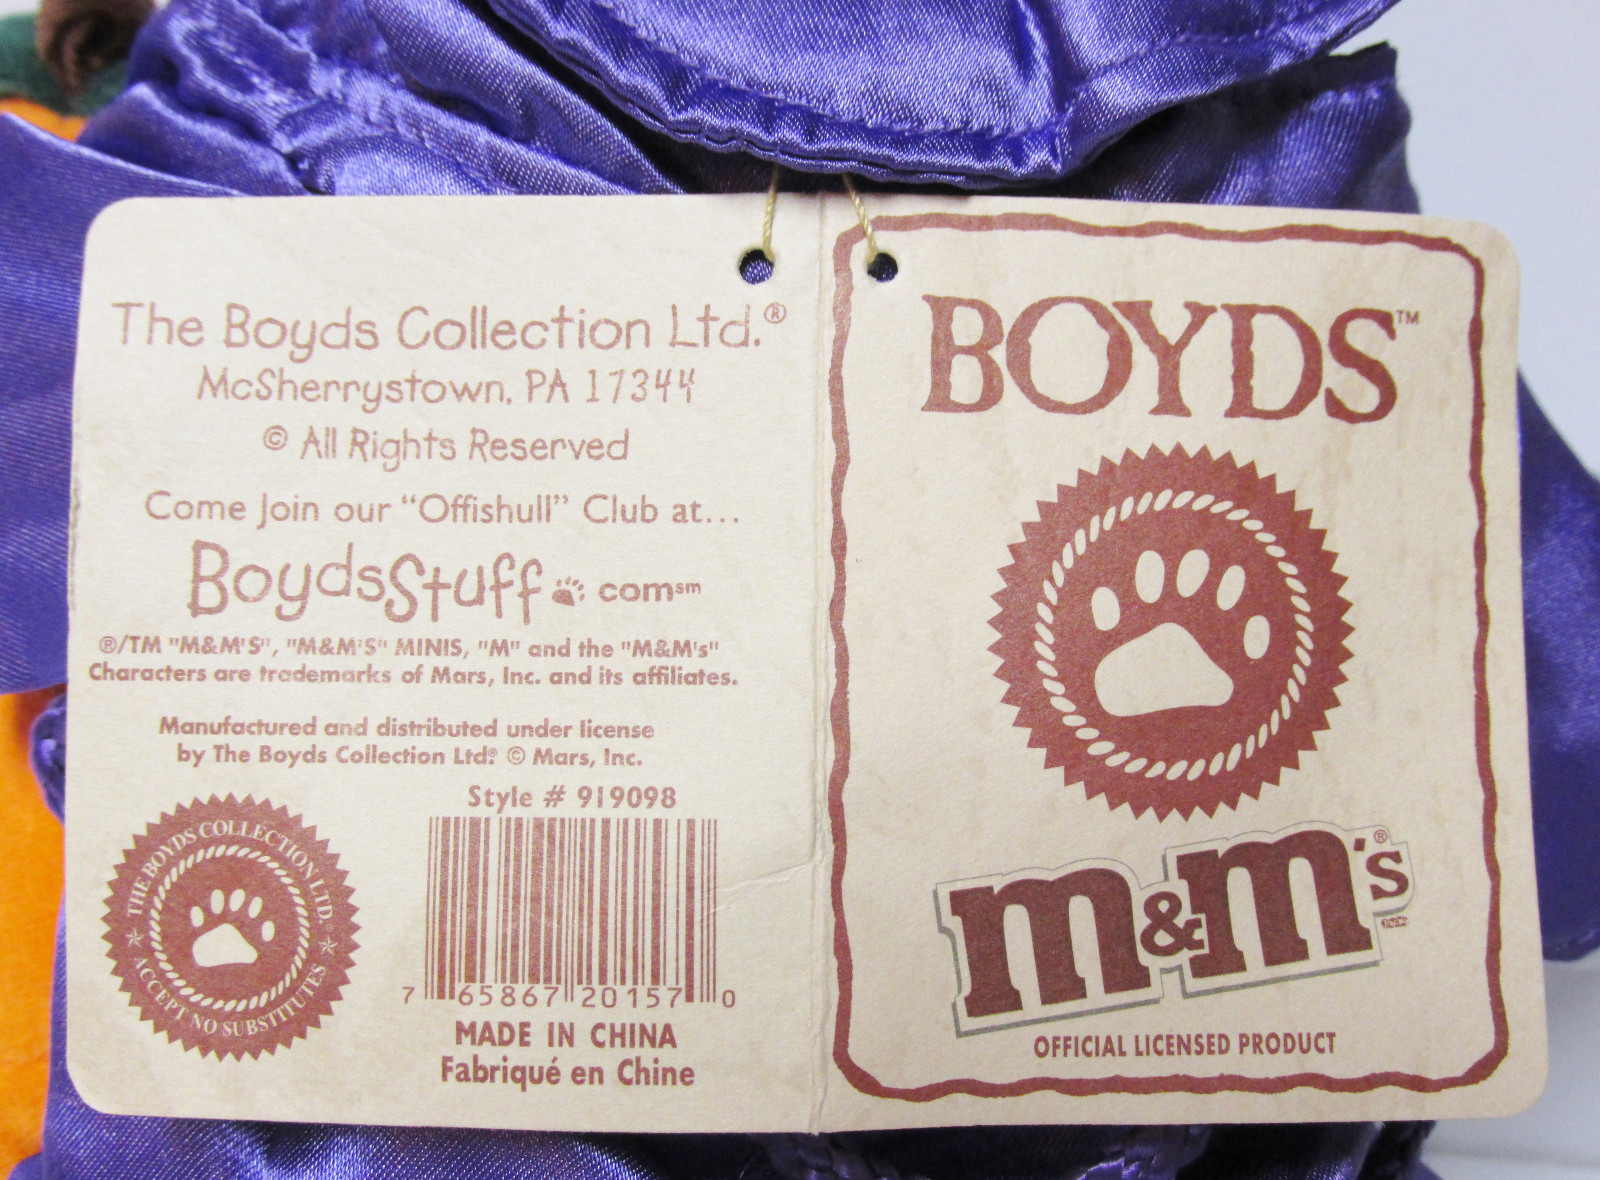 The Boyds Collection Ltd.®
McSherrystown, PA 17344
© All Rights Reserved
Come Join our "Offishull" Club at...
BoydsStuff.com℠
®/TM "M&M'S", "M&M'S" MINIS, "M" and the "M&M's"
Characters are trademarks of Mars, Inc. and its affiliates.
Manufactured and distributed under license
by The Boyds Collection Ltd.® © Mars, Inc.
Style # 919098
THE BOYDS COLLECTION LTD.®
★ ACCEPT NO SUBSTITUTES ★
7 65867 20157 0
MADE IN CHINA
Fabriqué en Chine
BOYDS™
m&m's®
OFFICIAL LICENSED PRODUCT